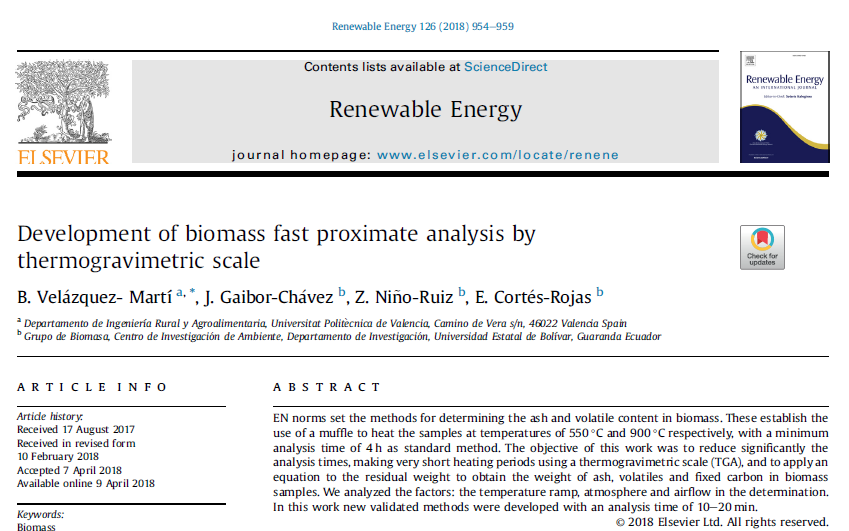 Renewable Energy 126 (2018) 954–959
Contents lists available at ScienceDirect
Renewable Energy
journal homepage: www.elsevier.com/locate/renene
ELSEVIER
Renewable Energy
AN INTERNATIONAL JOURNAL
Development of biomass fast proximate analysis by
thermogravimetric scale
Check for
updates
B. Velázquez- Martí a, *, J. Gaibor-Chávez b, Z. Niño-Ruiz b, E. Cortés-Rojas b
a Departamento de Ingeniería Rural y Agroalimentaria, Universitat Politècnica de Valencia, Camino de Vera s/n, 46022 Valencia Spain
b Grupo de Biomasa, Centro de Investigación de Ambiente, Departamento de Investigación, Universidad Estatal de Bolívar, Guaranda Ecuador
ARTICLE INFO
Article history:
Received 17 August 2017
Received in revised form
10 February 2018
Accepted 7 April 2018
Available online 9 April 2018
Keywords:
Biomass
ABSTRACT
EN norms set the methods for determining the ash and volatile content in biomass. These establish the
use of a muffle to heat the samples at temperatures of 550 °C and 900 °C respectively, with a minimum
analysis time of 4 h as standard method. The objective of this work was to reduce significantly the
analysis times, making very short heating periods using a thermogravimetric scale (TGA), and to apply an
equation to the residual weight to obtain the weight of ash, volatiles and fixed carbon in biomass
samples. We analyzed the factors: the temperature ramp, atmosphere and airflow in the determination.
In this work new validated methods were developed with an analysis time of 10–20 min.
© 2018 Elsevier Ltd. All rights reserved.